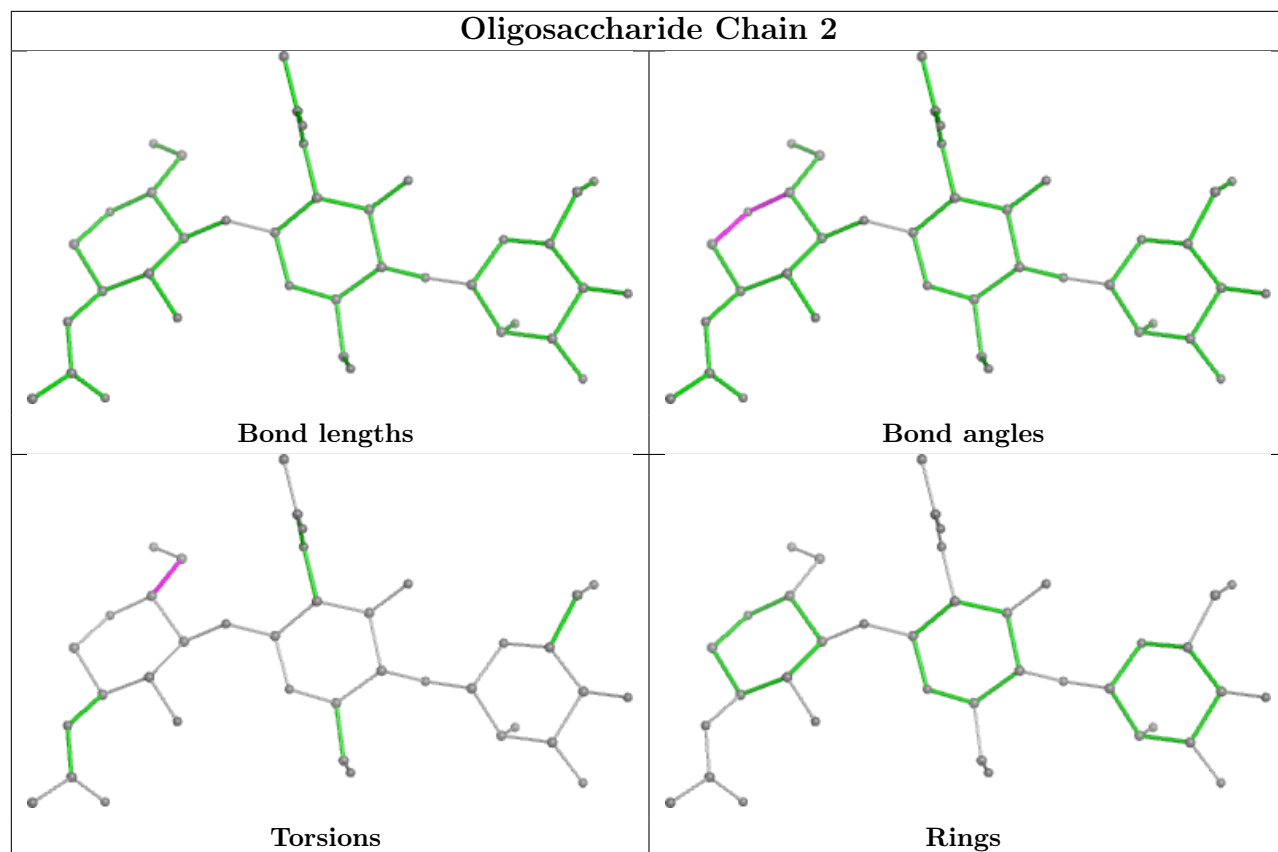 Oligosaccharide Chain 2
Bond lengths
Bond angles
Torsions
Rings